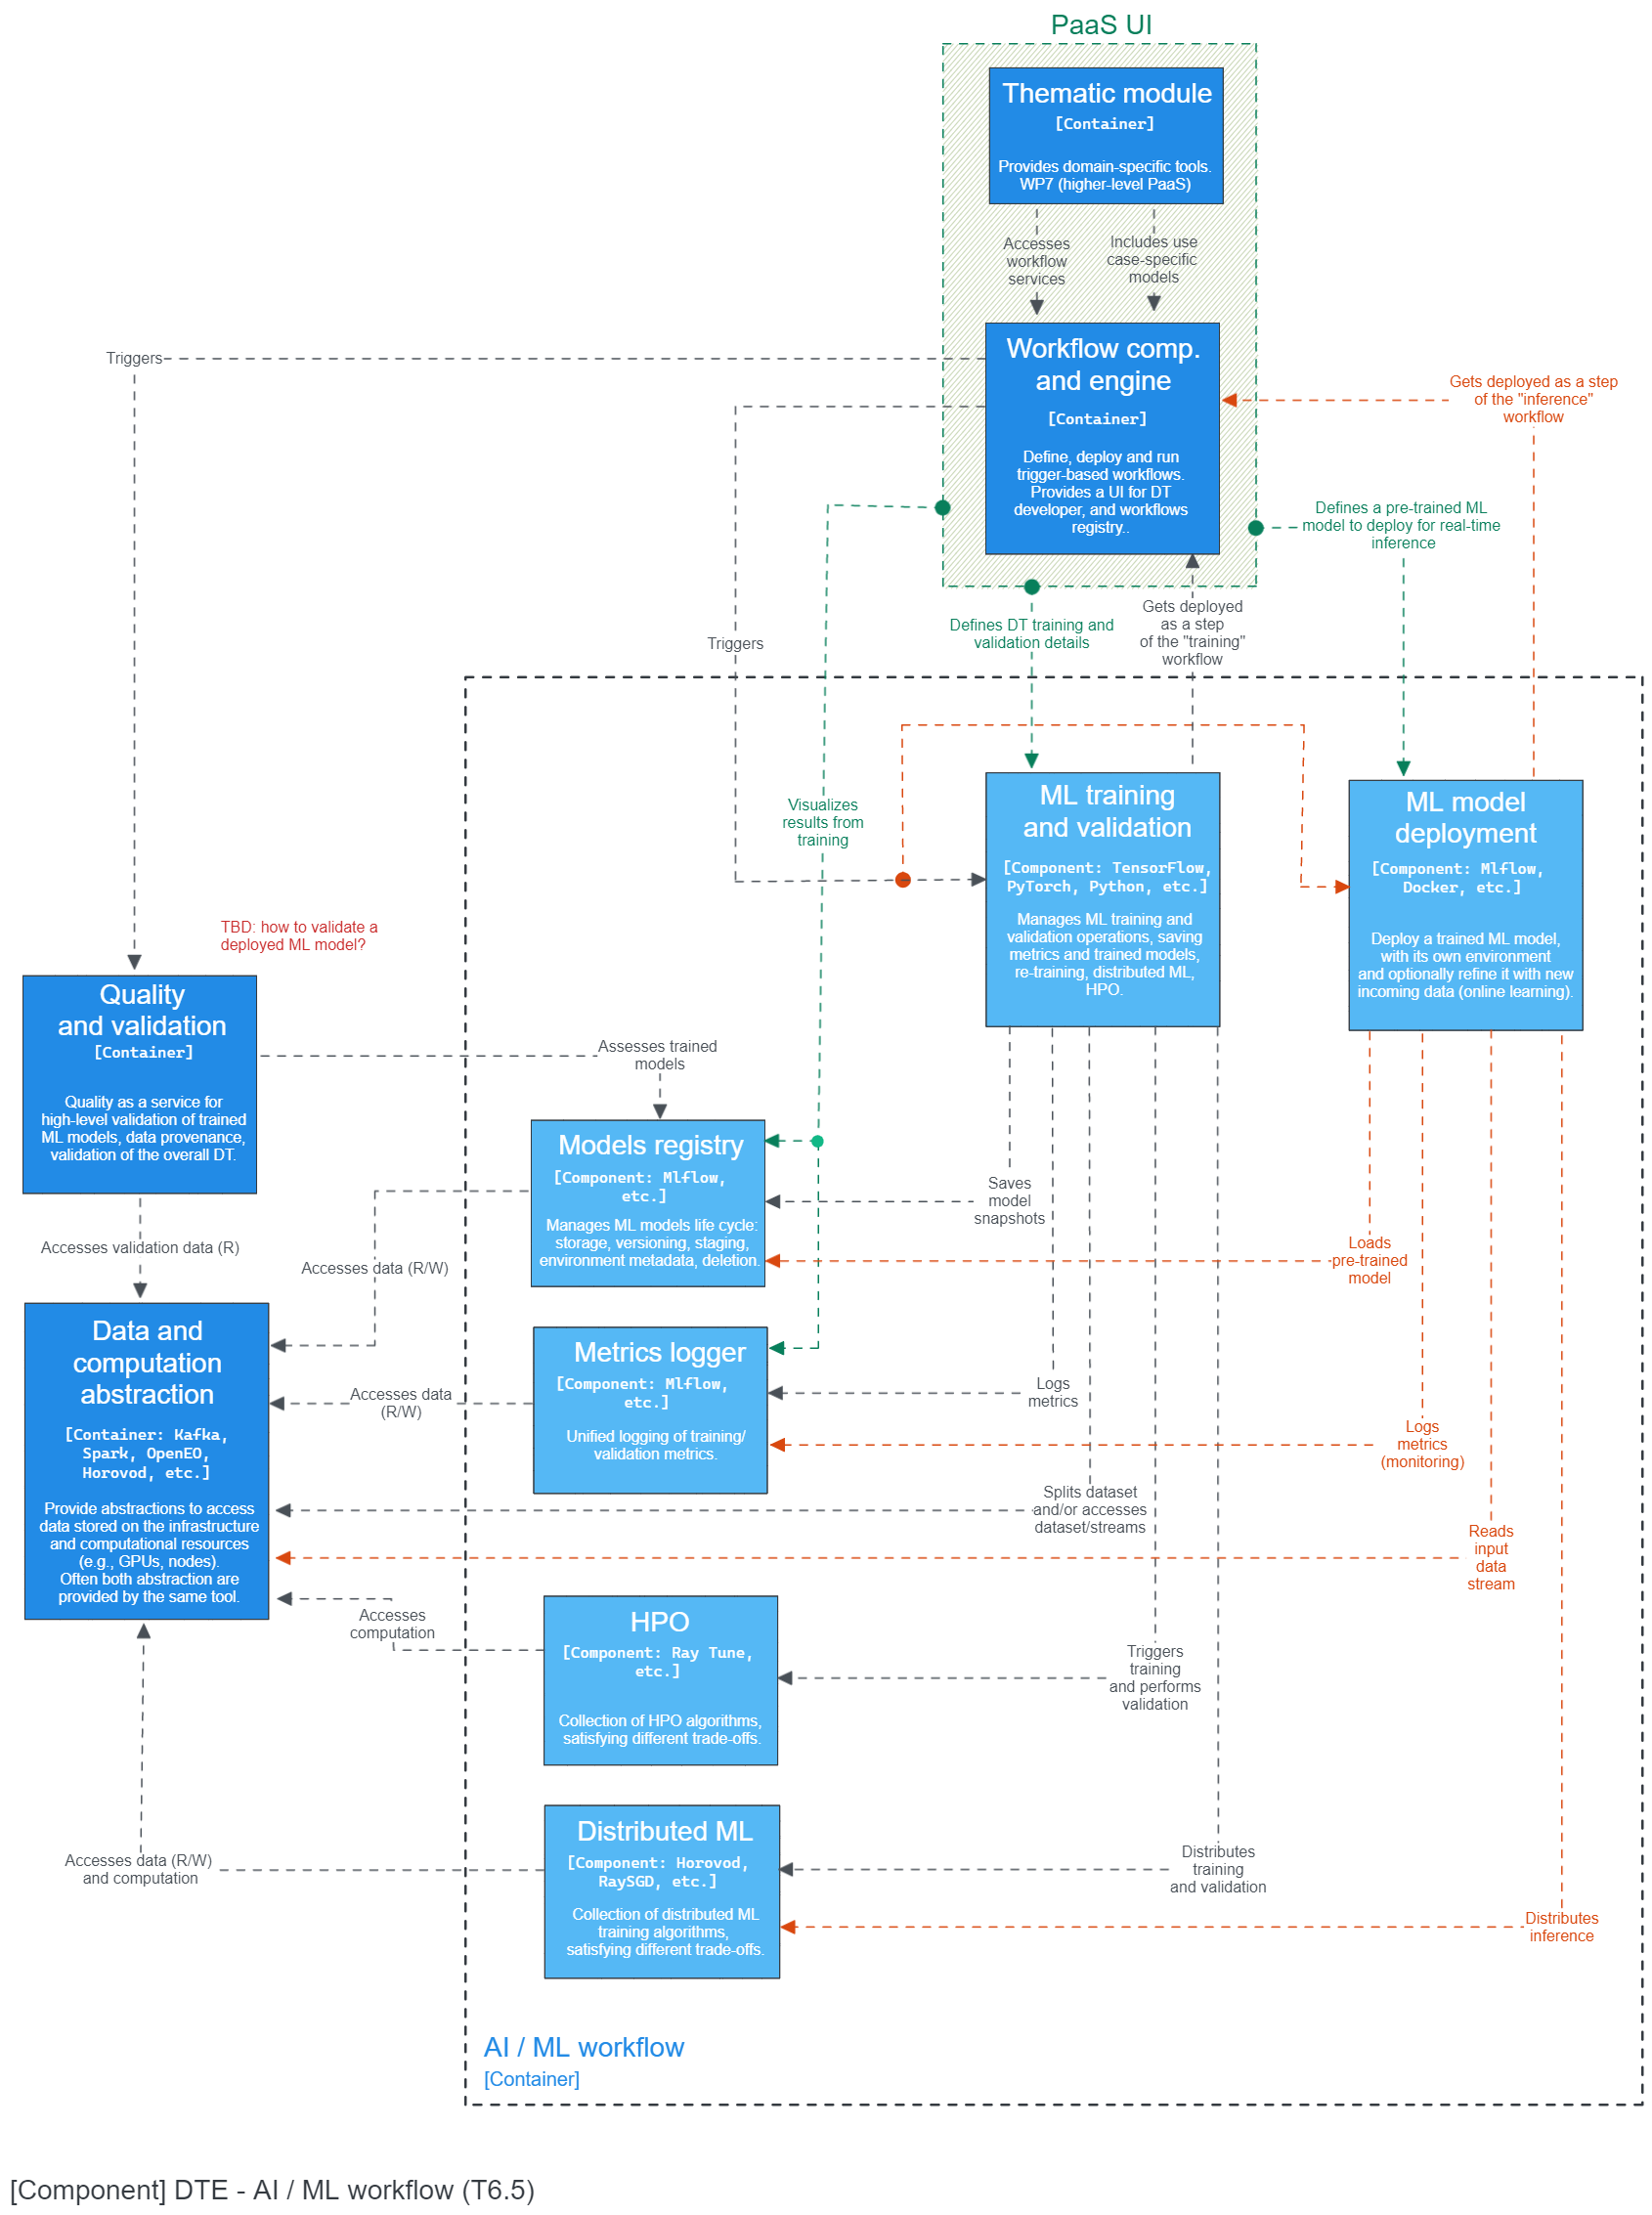 PaaS UI
Thematic module
[Container]
Provides domain-specific tools.
WP7 (higher-level PaaS)
Accesses
workflow
services
Includes use
case-specific
models
Workflow comp.
and engine
[Container]
Define, deploy and run
trigger-based workflows.
Provides a UI for DT
developer, and workflows
registry..
Triggers
Triggers
Gets deployed as a step
of the "inference"
workflow
Defines a pre-trained ML
model to deploy for real-time
inference
Defines DT training and
validation details
Gets deployed
as a step
of the "training"
workflow
Visualizes
results from
training
ML training
and validation
[Component: TensorFlow,
PyTorch, Python, etc.]
Manages ML training and
validation operations, saving
metrics and trained models,
re-training, distributed ML,
HPO.
ML model
deployment
[Component: Mlflow,
Docker, etc.]
Deploy a trained ML model,
with its own environment
and optionally refine it with new
incoming data (online learning).
TBD: how to validate a
deployed ML model?
Quality
and validation
[Container]
Quality as a service for
high-level validation of trained
ML models, data provenance,
validation of the overall DT.
Assesses trained
models
Models registry
[Component: Mlflow,
etc.]
Manages ML models life cycle:
storage, versioning, staging,
environment metadata, deletion.
Saves
model
snapshots
Loads
pre-trained
model
Accesses validation data (R)
Accesses data (R/W)
Data and
computation
abstraction
[Container: Kafka,
Spark, OpenEO,
Horovod, etc.]
Provide abstractions to access
data stored on the infrastructure
and computational resources
(e.g., GPUs, nodes).
Often both abstraction are
provided by the same tool.
Accesses data
(R/W)
Metrics logger
[Component: Mlflow,
etc.]
Unified logging of training/
validation metrics.
Logs
metrics
Logs
metrics
(monitoring)
Splits dataset
and/or accesses
dataset/streams
Reads
input
data
stream
Accesses
computation
HPO
[Component: Ray Tune,
etc.]
Collection of HPO algorithms,
satisfying different trade-offs.
Triggers
training
and performs
validation
Accesses data (R/W)
and computation
Distributed ML
[Component: Horovod,
RaySGD, etc.]
Collection of distributed ML
training algorithms,
satisfying different trade-offs.
Distributes
training
and validation
Distributes
inference
AI / ML workflow
[Container]
[Component] DTE - AI / ML workflow (T6.5)